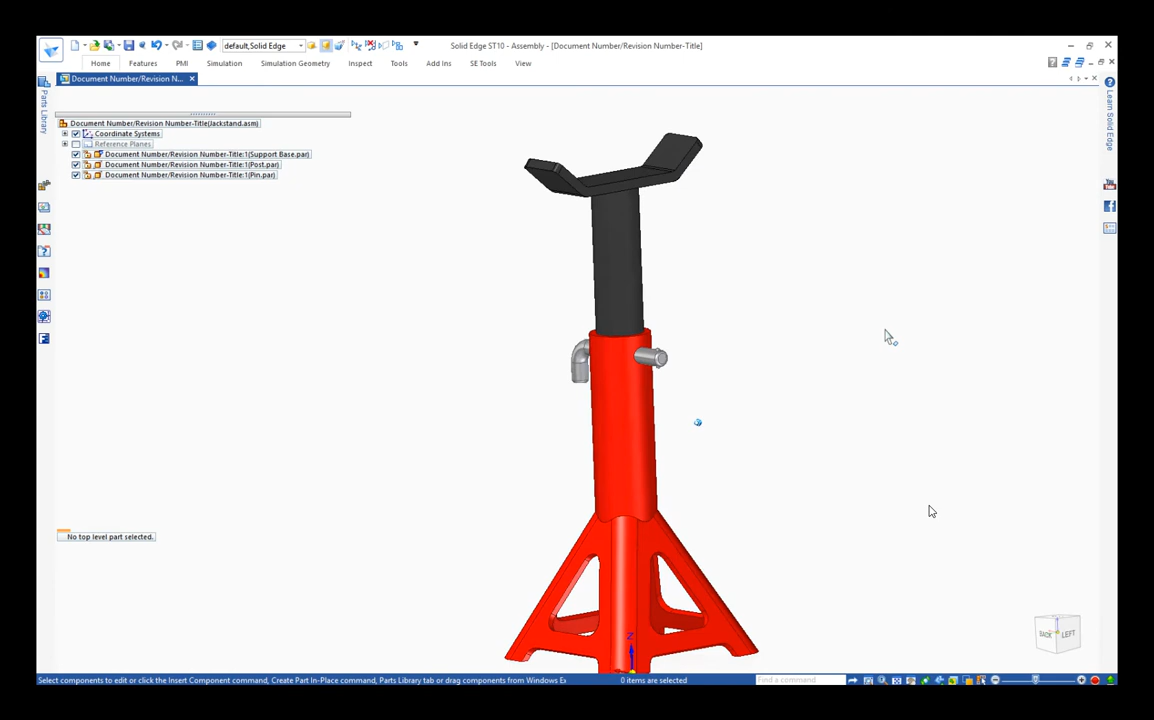 default,Solid Edge
Solid Edge ST10 - Assembly - [Document Number/Revision Number-Title]
Home Features PMI Simulation Simulation Geometry Inspect Tools Add Ins SE Tools View
Document Number/Revision N...
Parts Library
Learn Solid Edge
Document Number/Revision Number-Title(Jackstand.asm)
Coordinate Systems
Reference Planes
Document Number/Revision Number-Title:1(Support Base.par)
Document Number/Revision Number-Title:1(Post.par)
Document Number/Revision Number-Title:1(Pin.par)
No top level part selected.
Z
BACK LEFT
Select components to edit or click the Insert Component command, Create Part In-Place command, Parts Library tab or drag components from Windows Ex
0 items are selected
Find a command